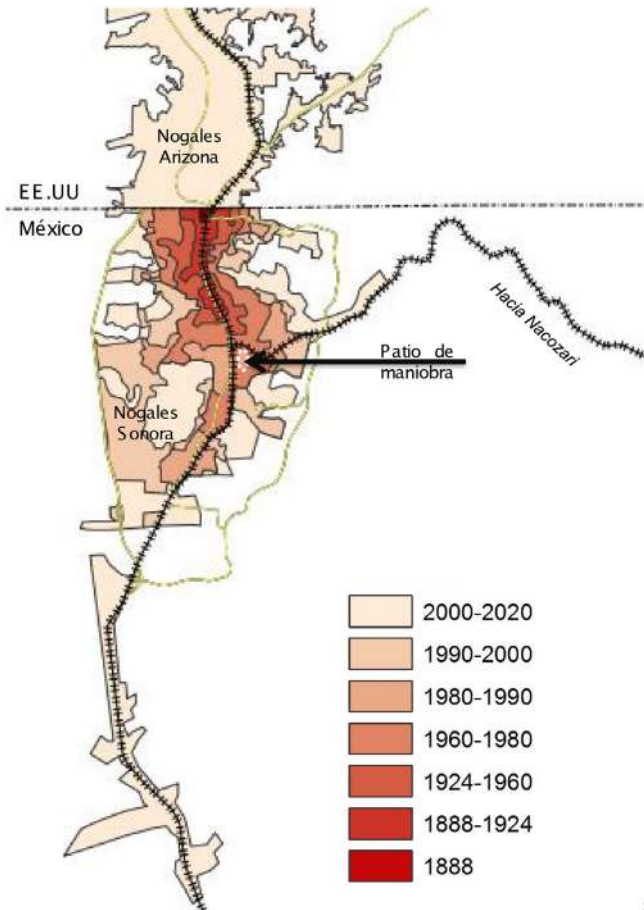 Nogales
Arizona
EE.UU
México
Hacia Nacozari
Patio de
maniobra
Nogales
Sonora
2000-2020
1990-2000
1980-1990
1960-1980
1924-1960
1888-1924
1888